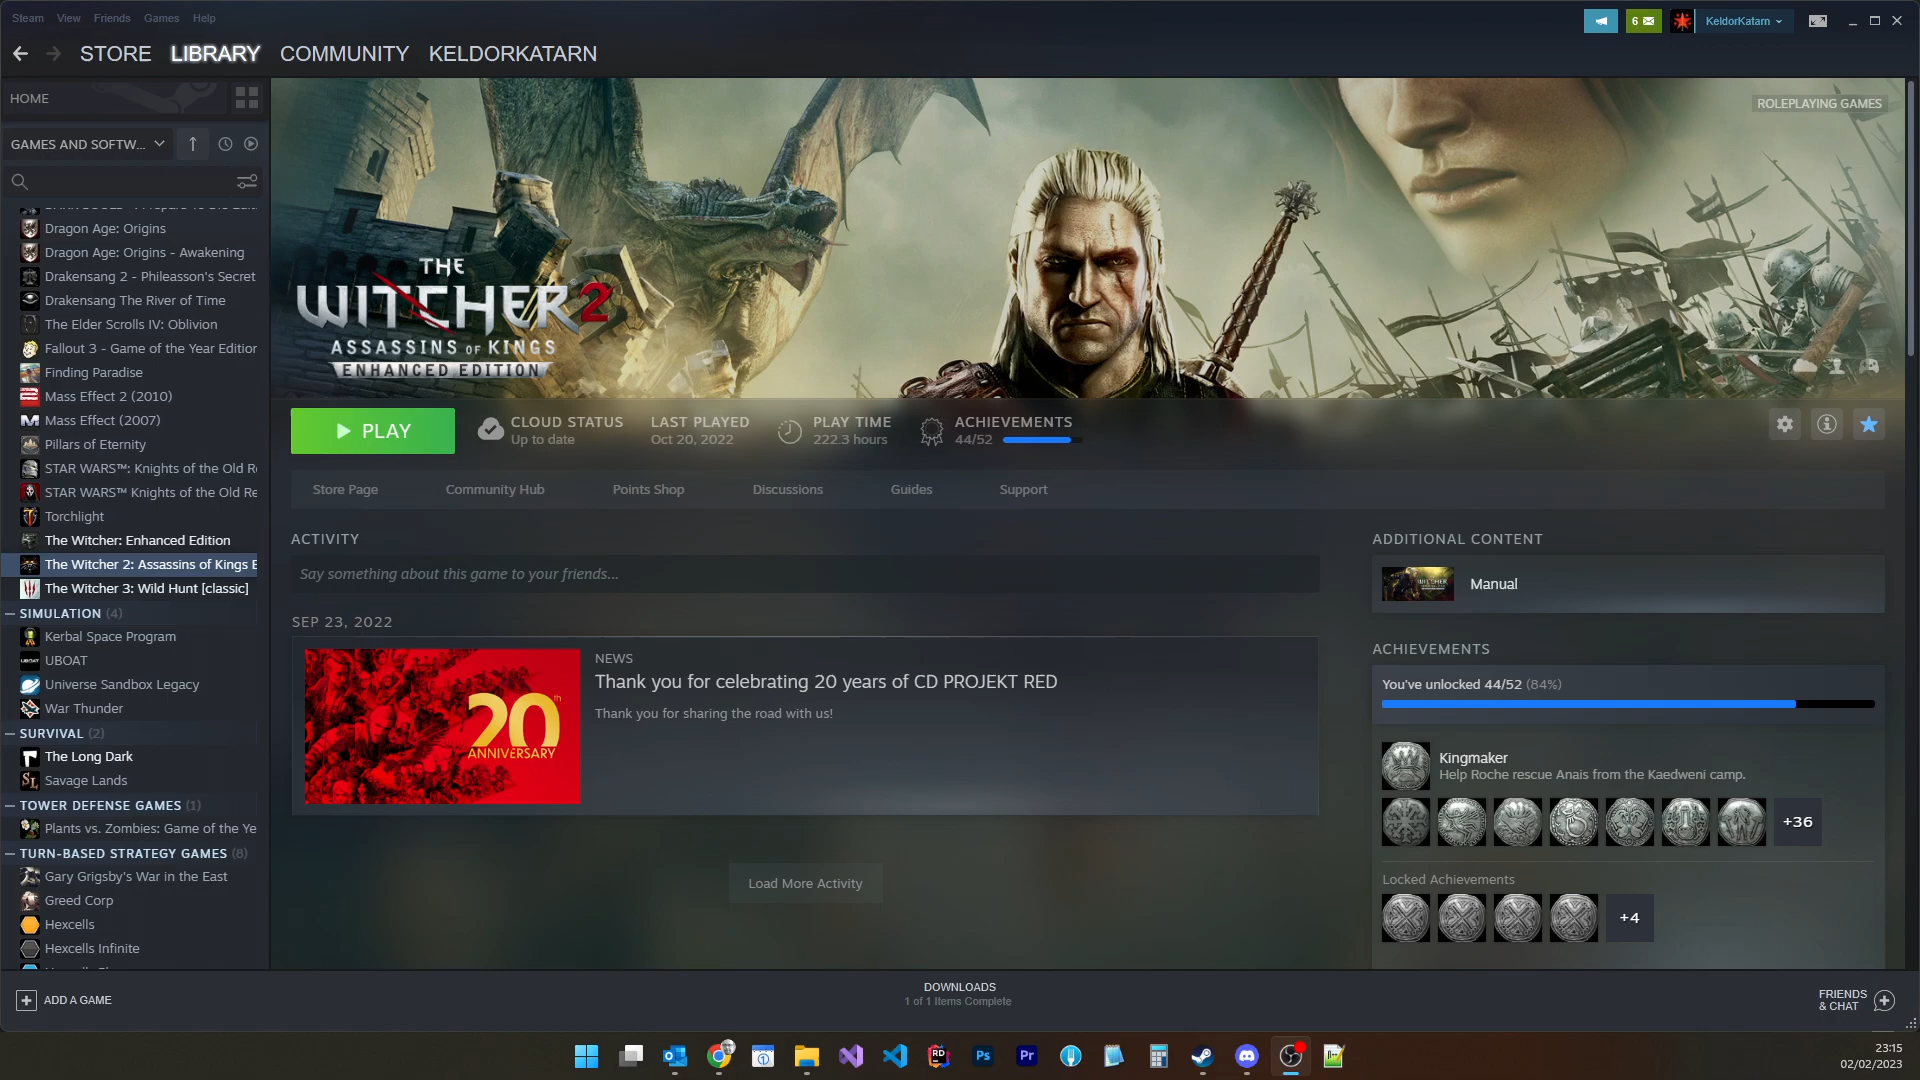 Steam View Friends Games Help
6
KeldorKatarn
STORE LIBRARY COMMUNITY KELDORKATARN
HOME
GAMES AND SOFTW...
Dragon Age: Origins
Dragon Age: Origins - Awakening
Drakensang 2 - Phileasson's Secret
Drakensang The River of Time
The Elder Scrolls IV: Oblivion
Fallout 3 - Game of the Year Edition
Finding Paradise
Mass Effect 2 (2010)
Mass Effect (2007)
Pillars of Eternity
STAR WARS™: Knights of the Old Re
STAR WARS™ Knights of the Old Re
Torchlight
The Witcher: Enhanced Edition
The Witcher 2: Assassins of Kings E
The Witcher 3: Wild Hunt [classic]
SIMULATION (4)
Kerbal Space Program
UBOAT
Universe Sandbox Legacy
War Thunder
SURVIVAL (2)
The Long Dark
Savage Lands
TOWER DEFENSE GAMES (1)
Plants vs. Zombies: Game of the Ye
TURN-BASED STRATEGY GAMES (8)
Gary Grigsby's War in the East
Greed Corp
Hexcells
Hexcells Infinite
ADD A GAME
ROLEPLAYING GAMES
THE
WITCHER 2
ASSASSINS OF KINGS
ENHANCED EDITION
PLAY
CLOUD STATUS
Up to date
LAST PLAYED
Oct 20, 2022
PLAY TIME
222.3 hours
ACHIEVEMENTS
44/52
Store Page Community Hub Points Shop Discussions Guides Support
ACTIVITY
Say something about this game to your friends...
SEP 23, 2022
20th
ANNIVERSARY
NEWS
Thank you for celebrating 20 years of CD PROJEKT RED
Thank you for sharing the road with us!
Load More Activity
ADDITIONAL CONTENT
Manual
ACHIEVEMENTS
You've unlocked 44/52 (84%)
Kingmaker
Help Roche rescue Anais from the Kaedweni camp.
+36
Locked Achievements
+4
DOWNLOADS
1 of 1 Items Complete
FRIENDS
& CHAT
RD
Ps
Pr
23:15
02/02/2023